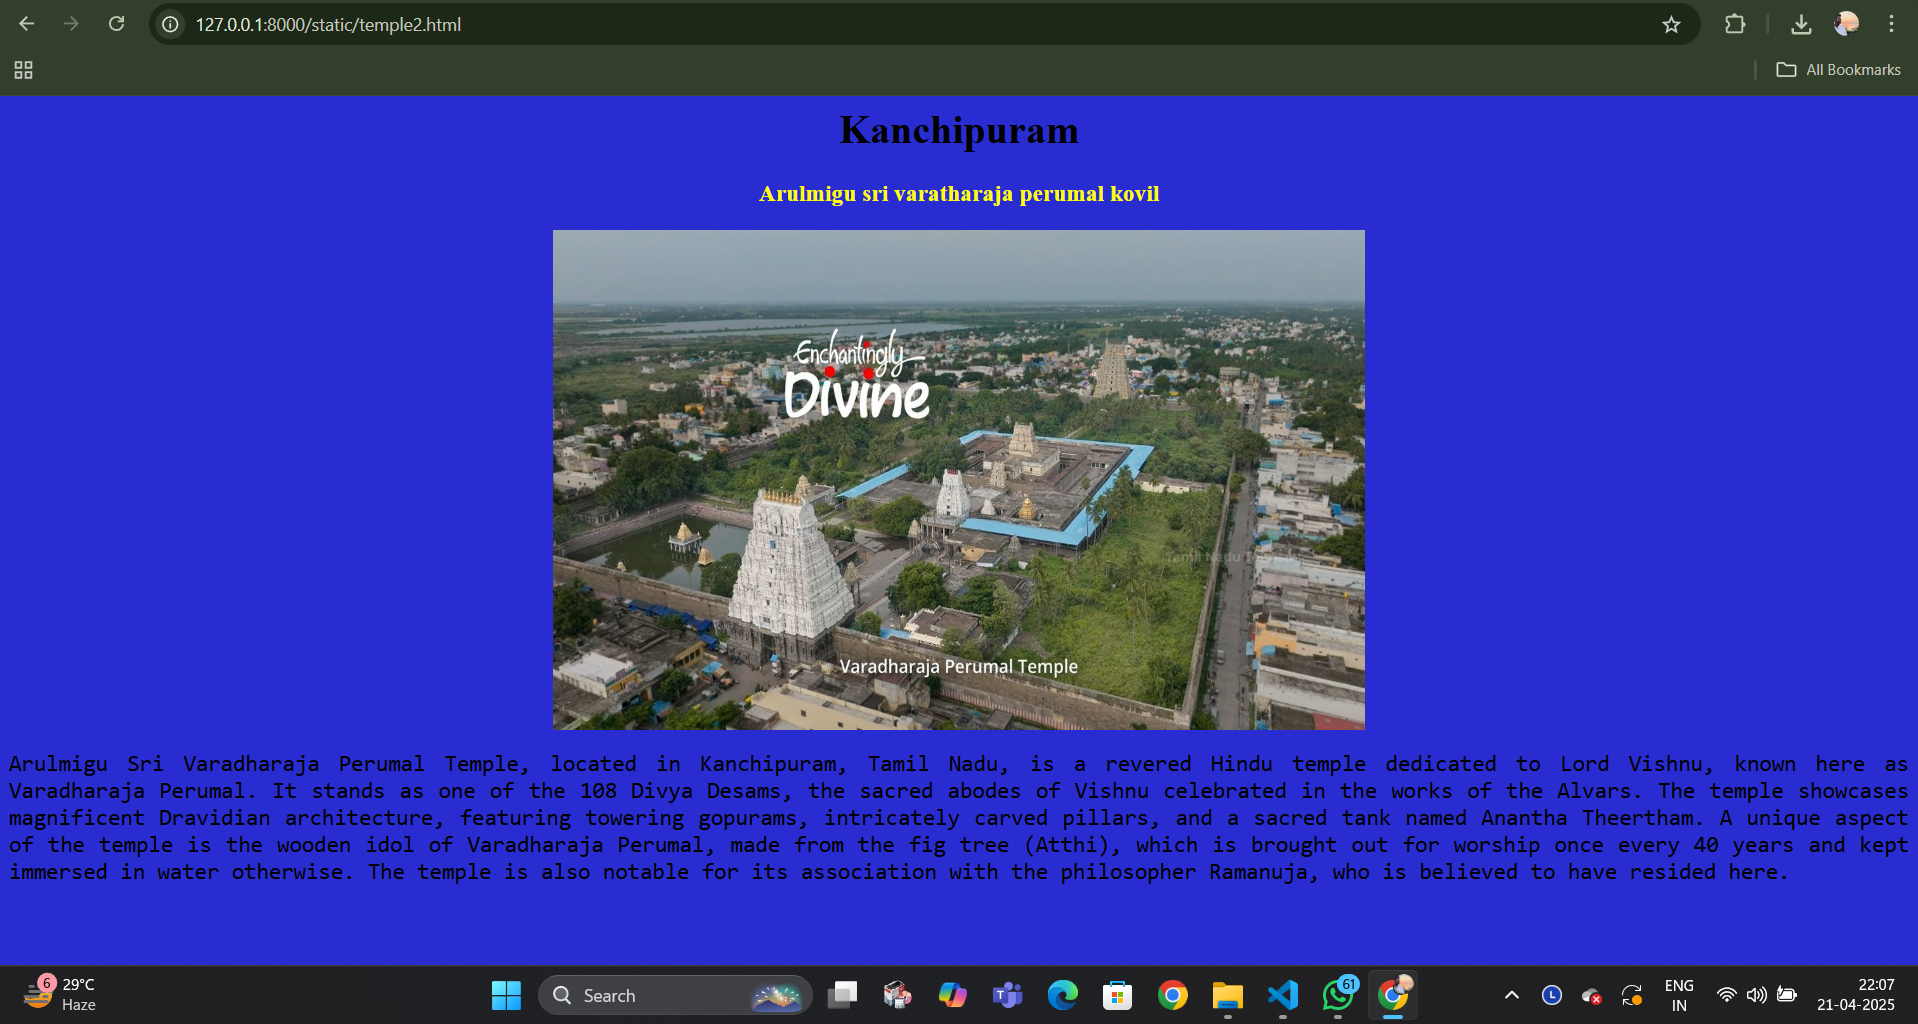 127.0.0.1:8000/static/temple2.html
All Bookmarks
Kanchipuram
Arulmigu sri varatharaja perumal kovil
Enchantingly
Divine
Tamil Nadu
Varadharaja Perumal Temple
Arulmigu Sri Varadharaja Perumal Temple, located in Kanchipuram, Tamil Nadu, is a revered Hindu temple dedicated to Lord Vishnu, known here as
Varadharaja Perumal. It stands as one of the 108 Divya Desams, the sacred abodes of Vishnu celebrated in the works of the Alvars. The temple showcases
magnificent Dravidian architecture, featuring towering gopurams, intricately carved pillars, and a sacred tank named Anantha Theertham. A unique aspect
of the temple is the wooden idol of Varadharaja Perumal, made from the fig tree (Atthi), which is brought out for worship once every 40 years and kept
immersed in water otherwise. The temple is also notable for its association with the philosopher Ramanuja, who is believed to have resided here.
6
29°C
Haze
Search
61
ENG
IN
22:07
21-04-2025